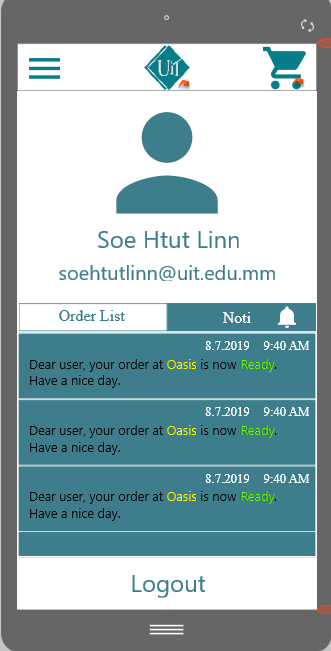 Uit
Soe Htut Linn
soehtutlinn@uit.edu.mm
Order List Noti
8.7.2019 9:40 AM
Dear user, your order at Oasis is now Ready.
Have a nice day.
8.7.2019 9:40 AM
Dear user, your order at Oasis is now Ready.
Have a nice day.
8.7.2019 9:40 AM
Dear user, your order at Oasis is now Ready.
Have a nice day.
Logout